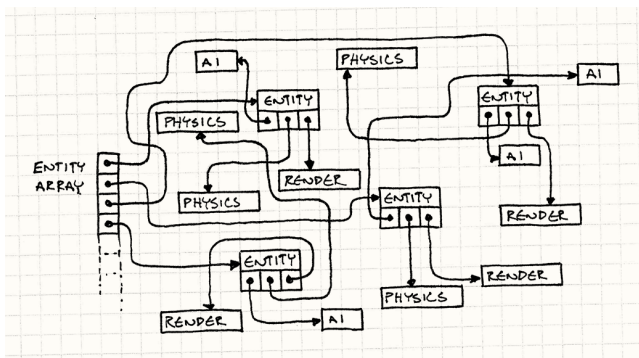 PHYSICS
AI
AI
ENTITY
ENTITY
PHYSICS
AI
ENTITY
ARRAY
RENDER
PHYSICS
ENTITY
RENDER
ENTITY
RENDER
PHYSICS
RENDER
AI